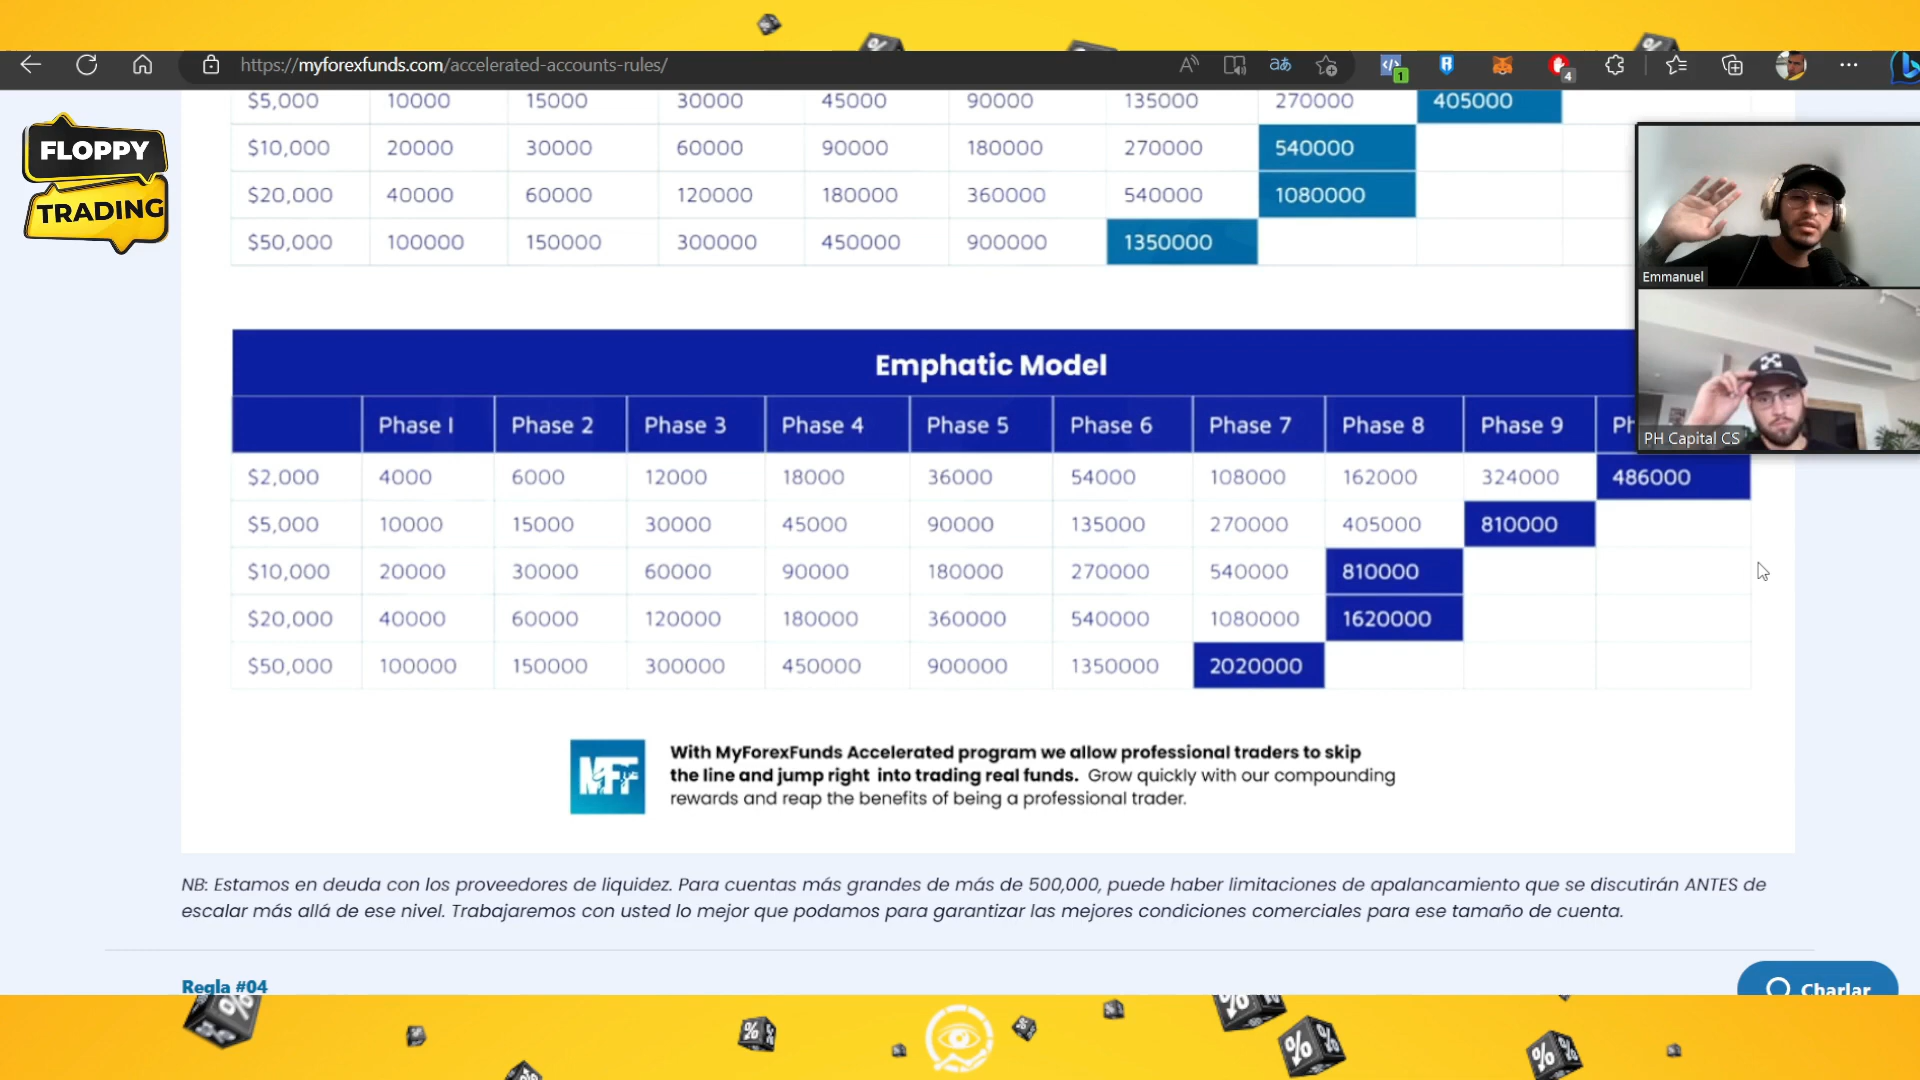 https://myforexfunds.com/accelerated-accounts-rules/
1
4
FLOPPY
TRADING
$5,000 10000 15000 30000 45000 90000 135000 270000 405000
$10,000 20000 30000 60000 90000 180000 270000 540000
$20,000 40000 60000 120000 180000 360000 540000 1080000
$50,000 100000 150000 300000 450000 900000 1350000
Emmanuel
PH Capital CS
Emphatic Model
Phase I Phase 2 Phase 3 Phase 4 Phase 5 Phase 6 Phase 7 Phase 8 Phase 9 Ph
$2,000 4000 6000 12000 18000 36000 54000 108000 162000 324000 486000
$5,000 10000 15000 30000 45000 90000 135000 270000 405000 810000
$10,000 20000 30000 60000 90000 180000 270000 540000 810000
$20,000 40000 60000 120000 180000 360000 540000 1080000 1620000
$50,000 100000 150000 300000 450000 900000 1350000 2020000
MFF
With MyForexFunds Accelerated program we allow professional traders to skip
the line and jump right into trading real funds. Grow quickly with our compounding
rewards and reap the benefits of being a professional trader.
NB: Estamos en deuda con los proveedores de liquidez. Para cuentas más grandes de más de 500,000, puede haber limitaciones de apalancamiento que se discutirán ANTES de
escalar más allá de ese nivel. Trabajaremos con usted lo mejor que podamos para garantizar las mejores condiciones comerciales para ese tamaño de cuenta.
Regla #04
Charlar